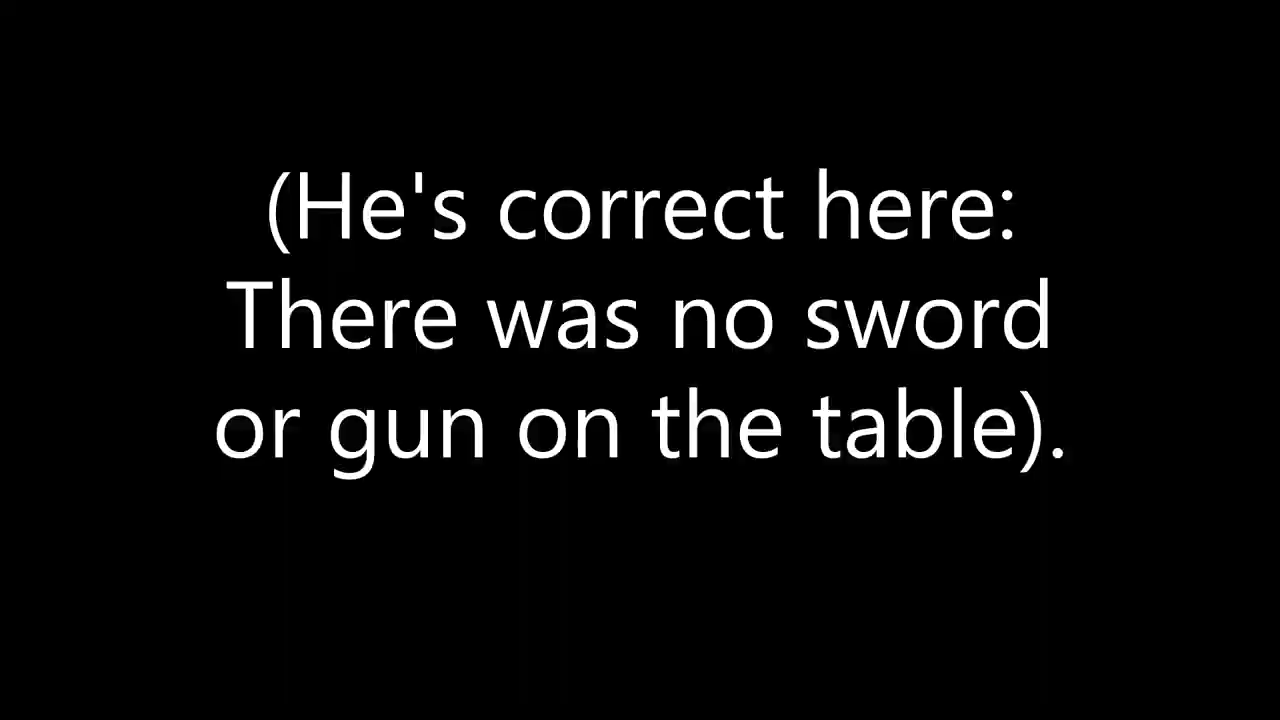 (He's correct here:
There was no sword
or gun on the table).